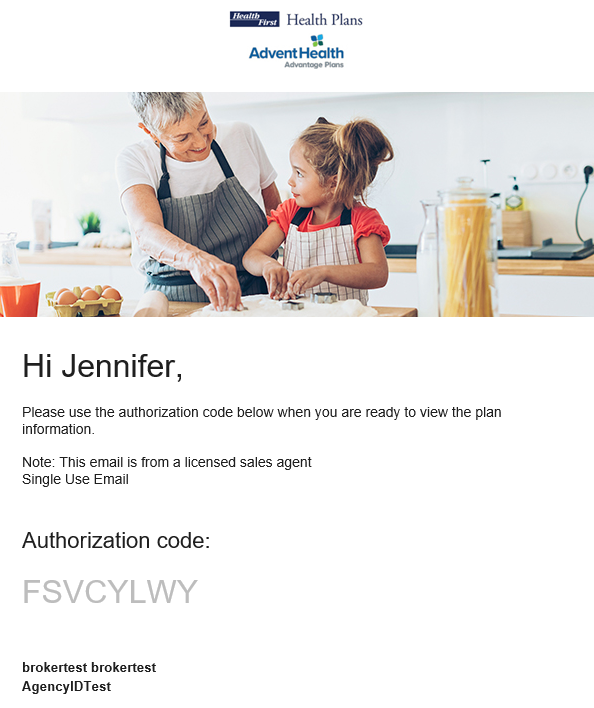 Health First Health Plans
AdventHealth
Advantage Plans
Hi Jennifer,
Please use the authorization code below when you are ready to view the plan
information.
Note: This email is from a licensed sales agent
Single Use Email
Authorization code:
FSVCYLWY
brokertest brokertest
AgencyIDTest